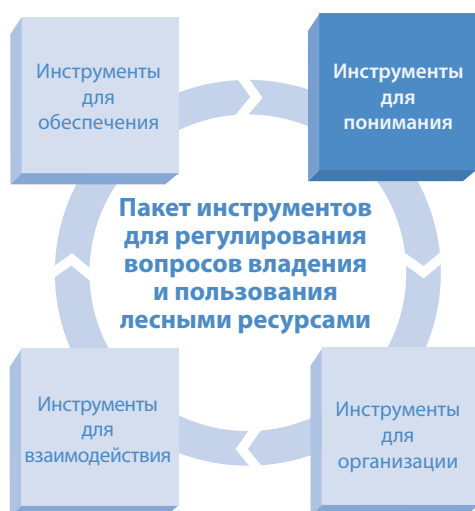 Инструменты
для
обеспечения
Инструменты
для
понимания
Пакет инструментов
для регулирования
вопросов владения
и пользования
лесными ресурсами
Инструменты
для
взаимодействия
Инструменты
для
организации